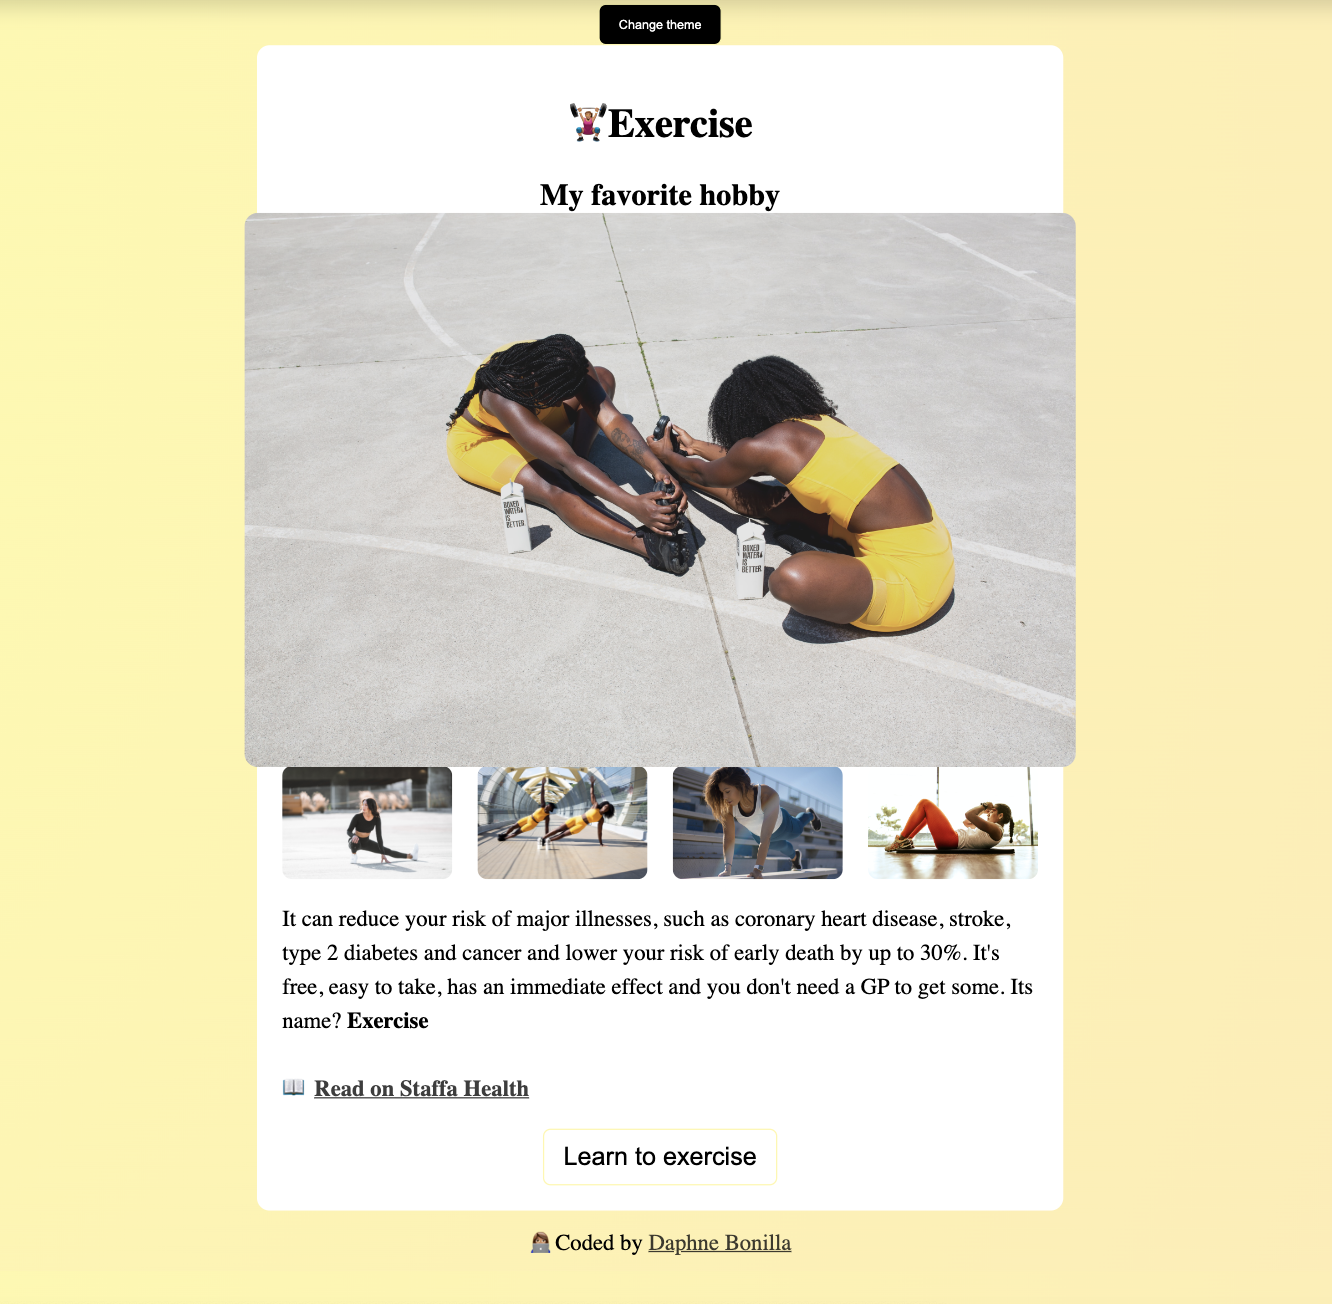 Change theme
Exercise
My favorite hobby
BOXED
WATER
IS
BETTER
BOXED
WATER
IS
BETTER
It can reduce your risk of major illnesses, such as coronary heart disease, stroke,
type 2 diabetes and cancer and lower your risk of early death by up to 30%. It's
free, easy to take, has an immediate effect and you don't need a GP to get some. Its
name? Exercise
Read on Staffa Health
Learn to exercise
Coded by Daphne Bonilla